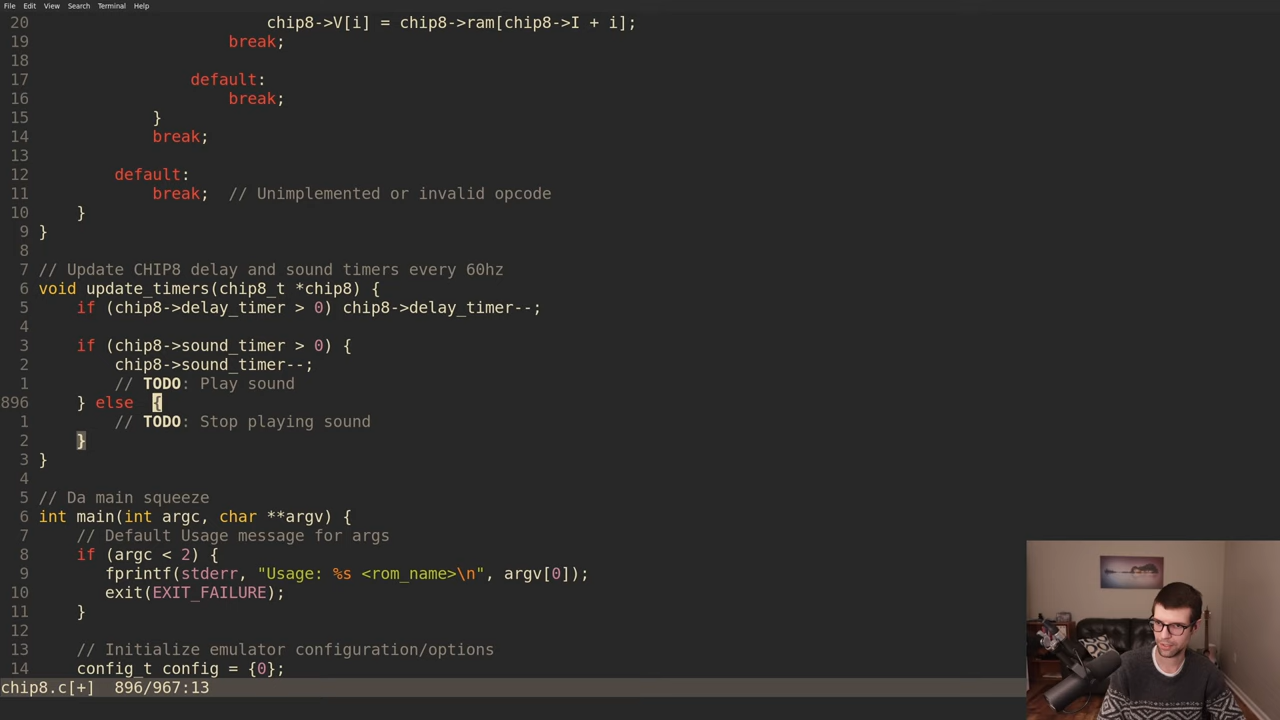 File Edit View Search Terminal Help
20 chip8->V[i] = chip8->ram[chip8->I + i];
19 break;
18
17 default:
16 break;
15 }
14 break;
13
12 default:
11 break;  // Unimplemented or invalid opcode
10 }
9 }
8
7 // Update CHIP8 delay and sound timers every 60hz
6 void update_timers(chip8_t *chip8) {
5 if (chip8->delay_timer > 0) chip8->delay_timer--;
4
3 if (chip8->sound_timer > 0) {
2 chip8->sound_timer--;
1 // TODO: Play sound
896 } else  {
1 // TODO: Stop playing sound
2 }
3 }
4
5 // Da main squeeze
6 int main(int argc, char **argv) {
7 // Default Usage message for args
8 if (argc < 2) {
9 fprintf(stderr, "Usage: %s <rom_name>\n", argv[0]);
10 exit(EXIT_FAILURE);
11 }
12
13 // Initialize emulator configuration/options
14 config_t config = {0};
chip8.c[+]  896/967:13